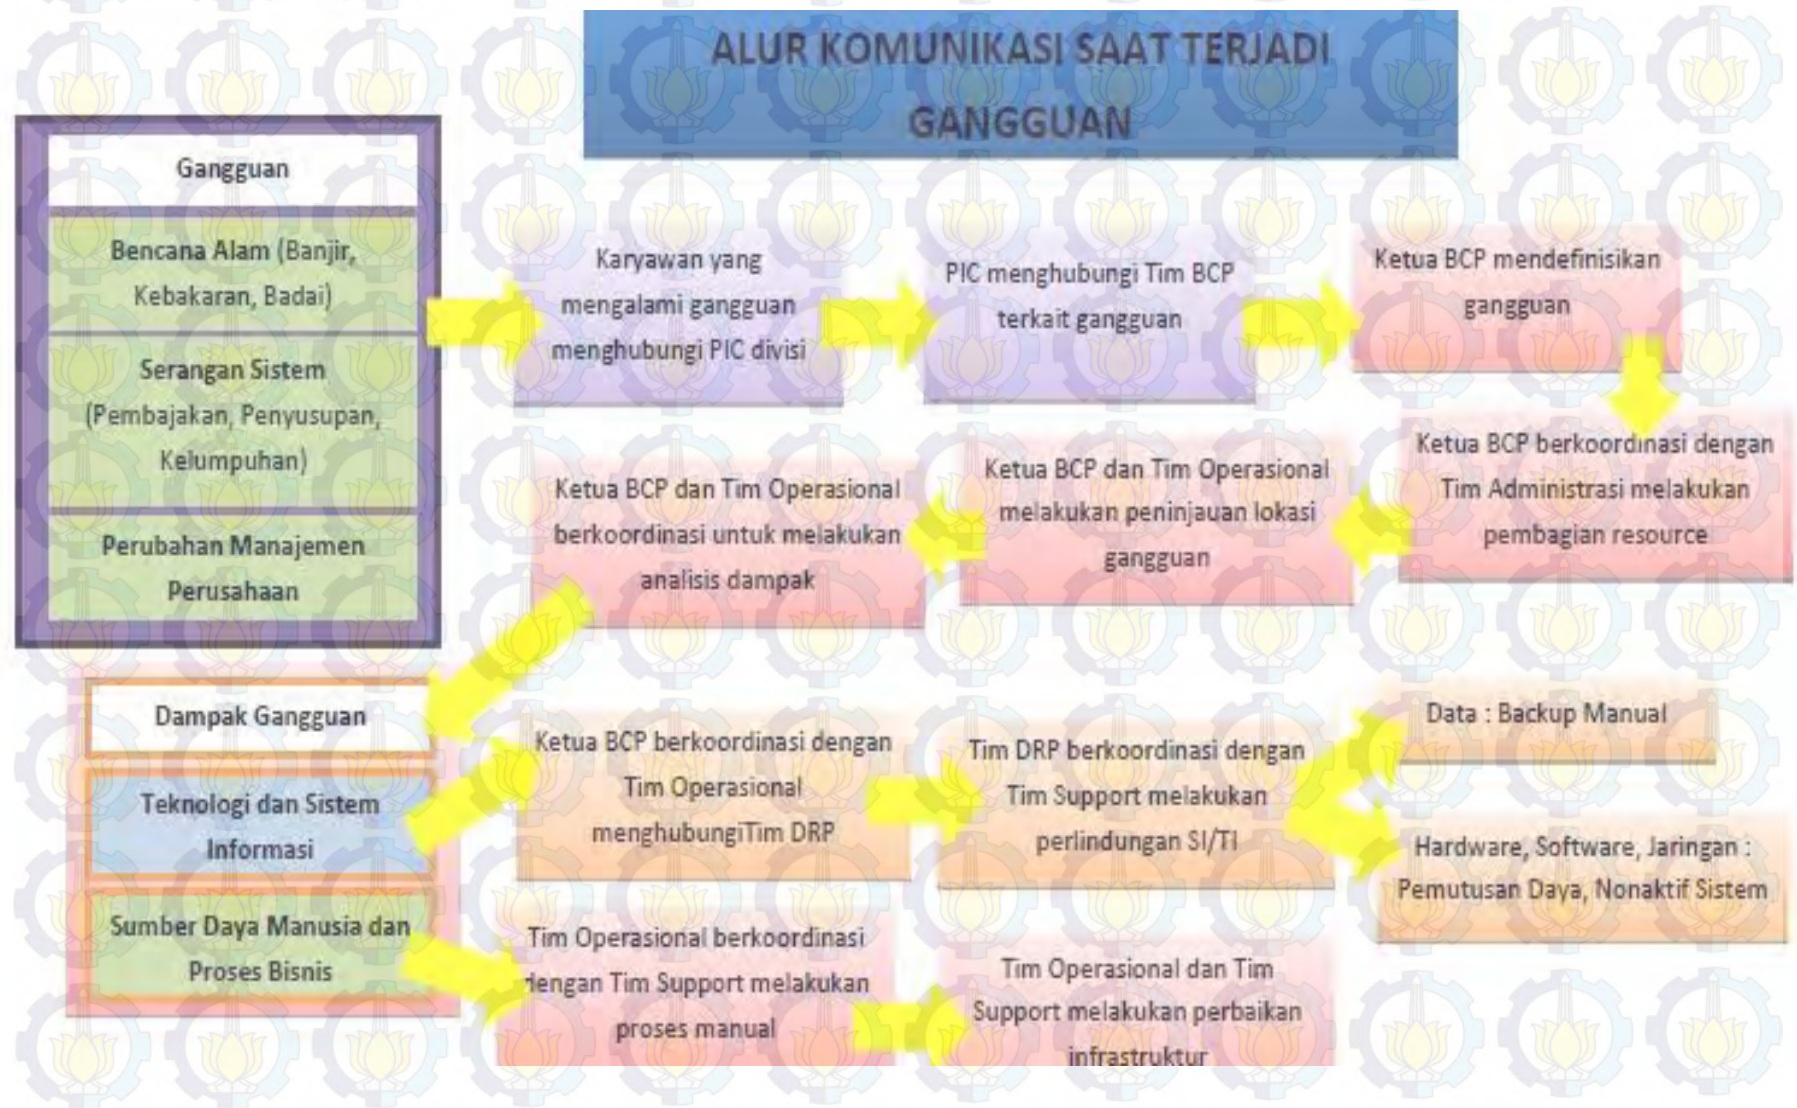 ALUR KOMUNIKASI SAAT TERJADI
GANGGUAN
Gangguan
Bencana Alam (Banjir,
Kebakaran, Badai)
Serangan Sistem
(Pembajakan, Penyusupan,
Kelumpuhan)
Perubahan Manajemen
Perusahaan
Karyawan yang
mengalami gangguan
menghubungi PIC divisi
PIC menghubungi Tim BCP
terkait gangguan
Ketua BCP mendefinisikan
gangguan
Ketua BCP berkoordinasi dengan
Tim Administrasi melakukan
pembagian resource
Ketua BCP dan Tim Operasional
melakukan peninjauan lokasi
gangguan
Ketua BCP dan Tim Operasional
berkoordinasi untuk melakukan
analisis dampak
Dampak Gangguan
Teknologi dan Sistem
Informasi
Sumber Daya Manusia dan
Proses Bisnis
Ketua BCP berkoordinasi dengan
Tim Operasional
menghubungiTim DRP
Tim DRP berkoordinasi dengan
Tim Support melakukan
perlindungan SI/TI
Data : Backup Manual
Hardware, Software, Jaringan :
Pemutusan Daya, Nonaktif Sistem
Tim Operasional berkoordinasi
dengan Tim Support melakukan
proses manual
Tim Operasional dan Tim
Support melakukan perbaikan
infrastruktur